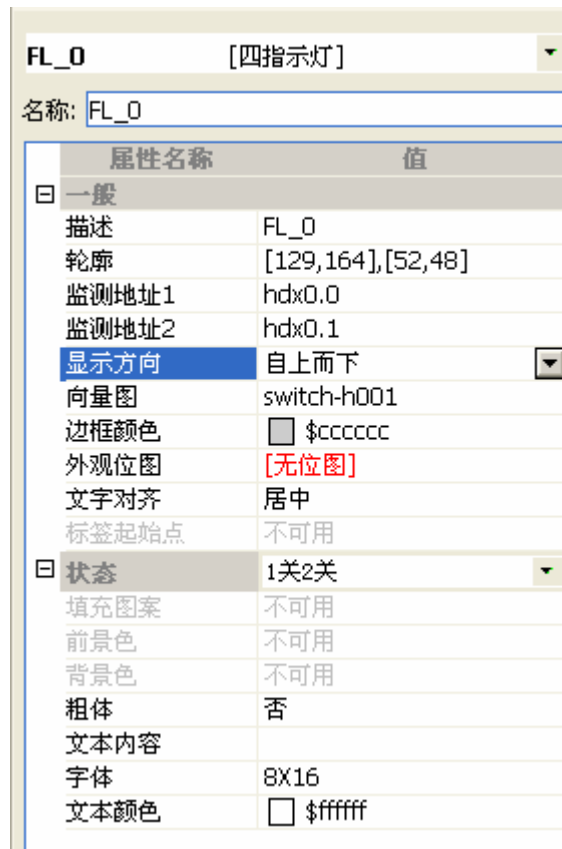 FL_0 [四指示灯]
名称: FL_0
属性名称 值
一般
描述 FL_0
轮廓 [129,164],[52,48]
监测地址1 hdx0.0
监测地址2 hdx0.1
显示方向 自上而下
向量图 switch-h001
边框颜色 $cccccc
外观位图 [无位图]
文字对齐 居中
标签起始点 不可用
状态 1关2关
填充图案 不可用
前景色 不可用
背景色 不可用
粗体 否
文本内容
字体 8X16
文本颜色 $ffffff